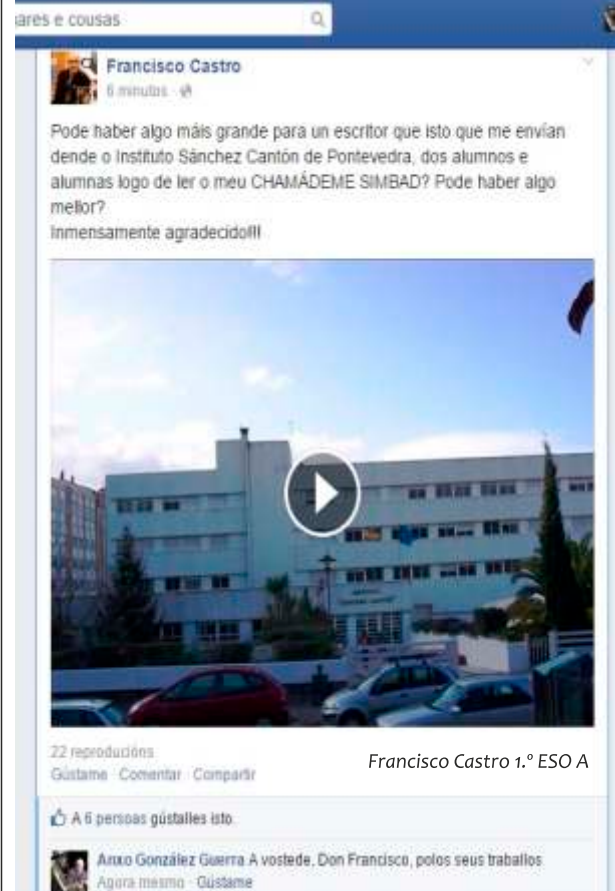 ares e cousas
Francisco Castro
6 minutos
Pode haber algo máis grande para un escritor que isto que me envían
dende o Instituto Sánchez Cantón de Pontevedra, dos alumnos e
alumnas logo de ler o meu CHAMÁDEME SIMBAD? Pode haber algo
mellor?
Inmensamente agradecido!!!
22 reproducións
Francisco Castro 1.º ESO A
Gústame · Comentar · Compartir
A 6 persoas gústalles isto.
Anxo González Guerra A vostede, Don Francisco, polos seus traballos
Agora mesmo · Gústame